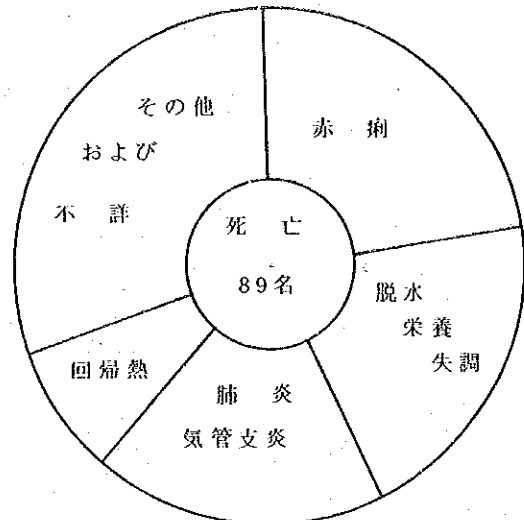 赤痢
脱水
栄養
失調
肺炎
気管支炎
回帰熱
その他
および
不詳
死亡
89名